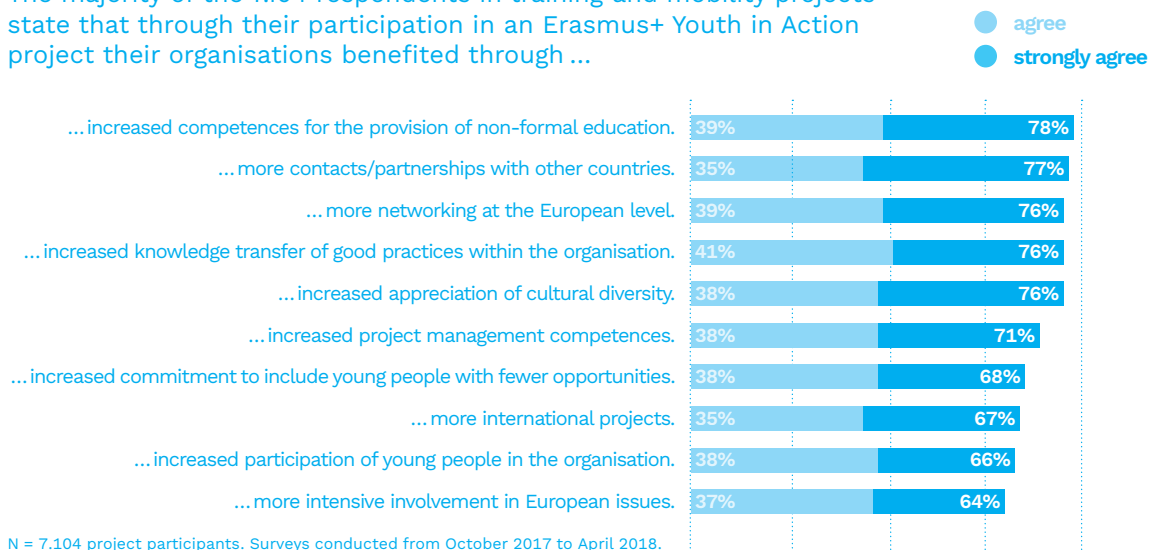 state that through their participation in an Erasmus+ Youth in Action
project their organisations benefited through …
agree
strongly agree
…increased competences for the provision of non-formal education. 39% 78%
…more contacts/partnerships with other countries. 35% 77%
…more networking at the European level. 39% 76%
…increased knowledge transfer of good practices within the organisation. 41% 76%
…increased appreciation of cultural diversity. 38% 76%
…increased project management competences. 38% 71%
…increased commitment to include young people with fewer opportunities. 38% 68%
…more international projects. 35% 67%
…increased participation of young people in the organisation. 38% 66%
…more intensive involvement in European issues. 37% 64%
N = 7.104 project participants. Surveys conducted from October 2017 to April 2018.